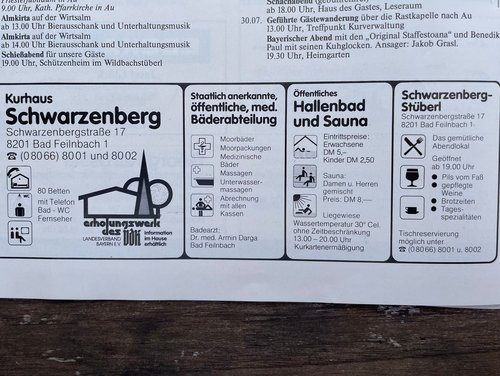 Priesterjubiläum in Au
9.00 Uhr, Kath. Pfarrkirche in Au
Almkirta auf der Wirtsalm
ab 13.00 Uhr Bierausschank und Unterhaltungsmusik
Almkirta auf der Wirtsalm
ab 14.00 Uhr Bierausschank und Unterhaltungsmusik
Schießabend für unsere Gäste
19.00 Uhr, Schützenheim im Wildbachstüberl
ab 18.00 Uhr, Haus des Gastes, Leseraum
30.07. Geführte Gästewanderung über die Rastkapelle nach Au
13.00 Uhr, Treffpunkt Kurverwaltung
Bayerischer Abend mit den „Original Staffestoana" und Benedik
Paul mit seinen Kuhglocken. Ansager: Jakob Grasl.
19.30 Uhr, Heimgarten
Kurhaus
Schwarzenberg
Schwarzenbergstraße 17
8201 Bad Feilnbach 1
(08066) 8001 und 8002
80 Betten
mit Telefon
Bad - WC
Fernseher
WC
erholungswerk
des
VdK
LANDESVERBAND
BAYERN E.V.
Information
im Hause
erhältlich
Staatlich anerkannte,
öffentliche, med.
Bäderabteilung
Moorbäder
Moorpackungen
Medizinische
Bäder
Massagen
Unterwasser-
massagen
Abrechnung
mit allen
Kassen
Badearzt:
Dr. med. Armin Darga
Bad Feilnbach
Öffentliches
Hallenbad
und Sauna
Eintrittspreise:
Erwachsene
DM 5,–
Kinder DM 2,50
Sauna:
Damen u. Herren
gemischt
Preis: DM 8,–
Liegewiese
Wassertemperatur 30° Cel.
ohne Zeitbeschränkung
13.00 – 20.00 Uhr
Kurkartenermäßigung
Schwarzenberg-
Stüberl
Schwarzenbergstraße 17
8201 Bad Feilnbach 1
Das gemütliche
Abendlokal
Geöffnet
ab 19.00 Uhr
• Pils vom Faß
• gepflegte
Weine
• Brotzeiten
• Tages-
spezialitäten
Tischreservierung
möglich unter
(08066) 8001 u. 8002